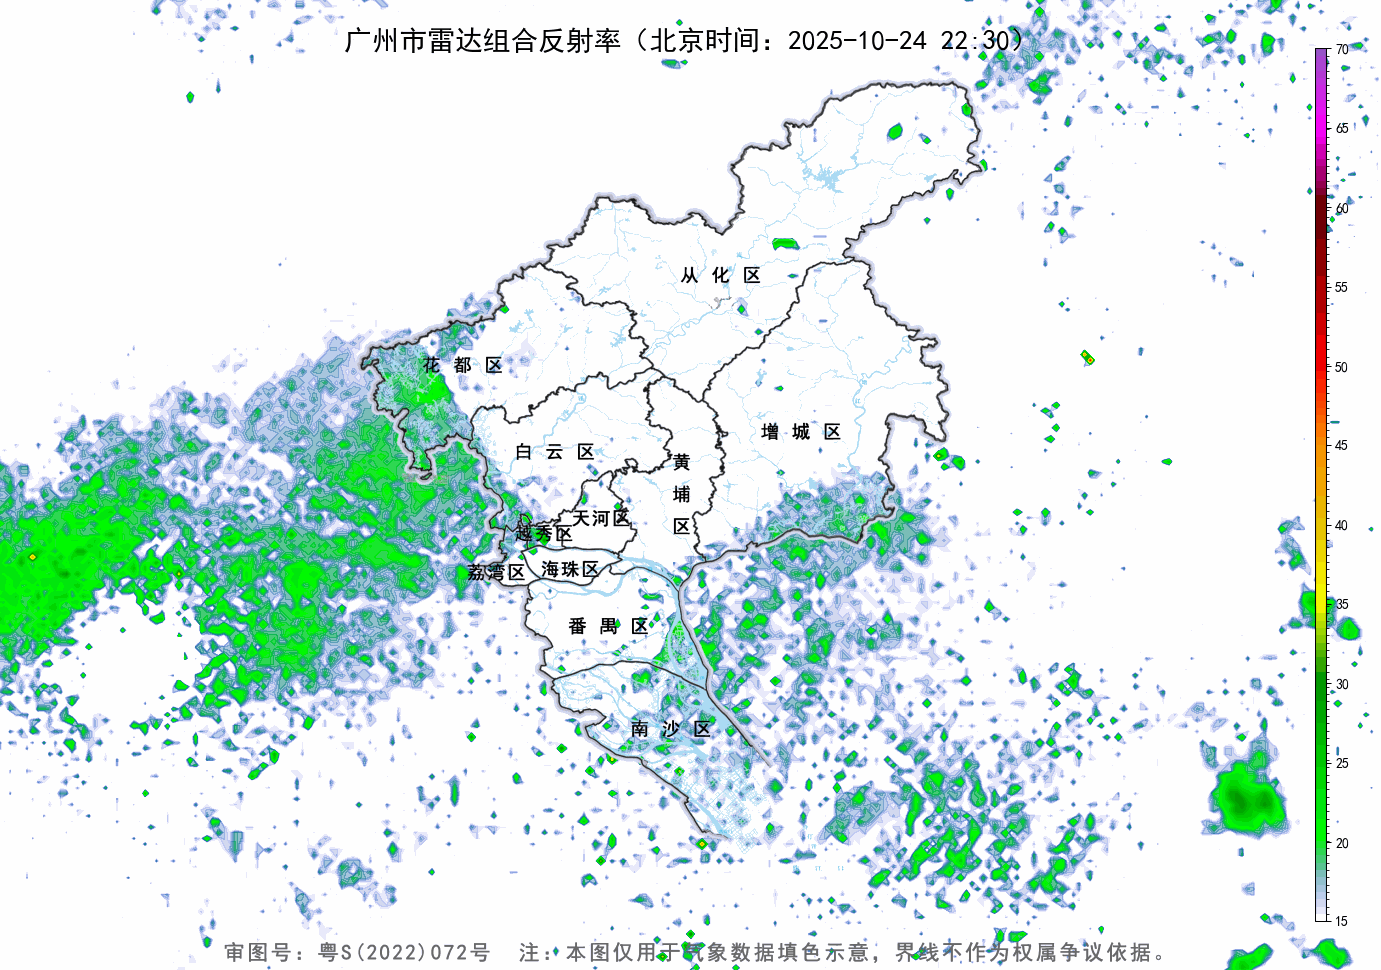 广州市雷达组合反射率（北京时间：2025-10-24 22:30）
70
65
60
55
50
45
40
35
30
25
20
15
从化区
花都区
增城区
白云区
黄埔区
天河区
越秀区
荔湾区
海珠区
番禺区
南沙区
审图号：粤S(2022)072号 注：本图仅用于气象数据填色示意，界线不作为权属争议依据。